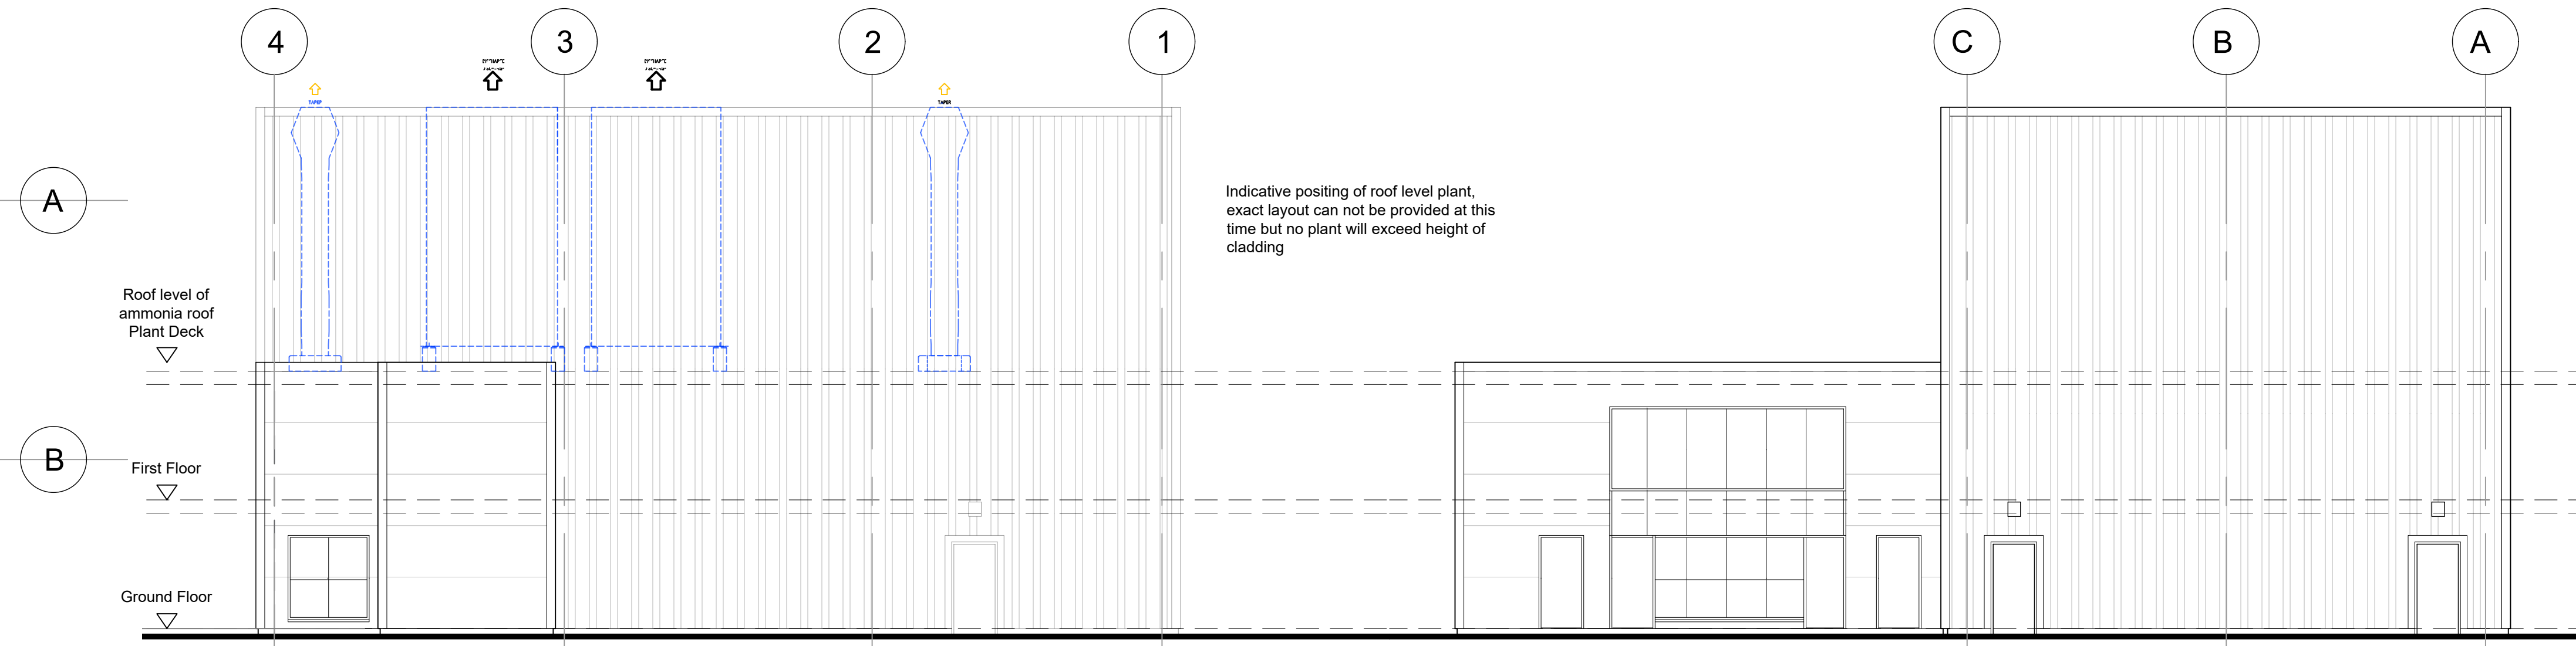 4
3
2
1
C
B
A
TAPER
TAPER
A
Indicative positing of roof level plant,
exact layout can not be provided at this
time but no plant will exceed height of
cladding
Roof level of
ammonia roof
Plant Deck
B
First Floor
Ground Floor